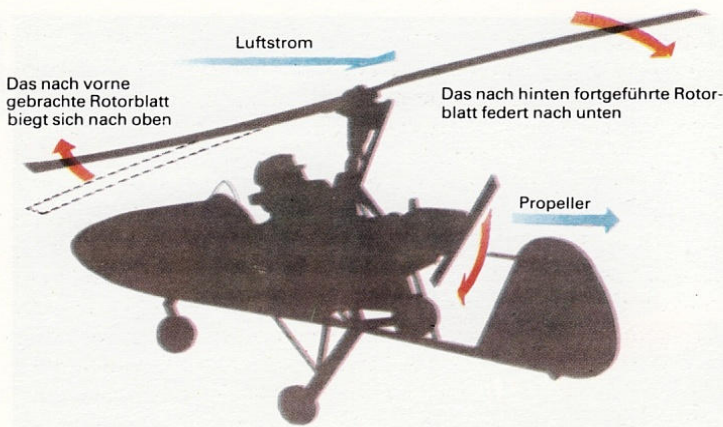 Luftstrom
Das nach vorne
gebrachte Rotorblatt
biegt sich nach oben
Das nach hinten fortgeführte Rotor-
blatt federt nach unten
Propeller